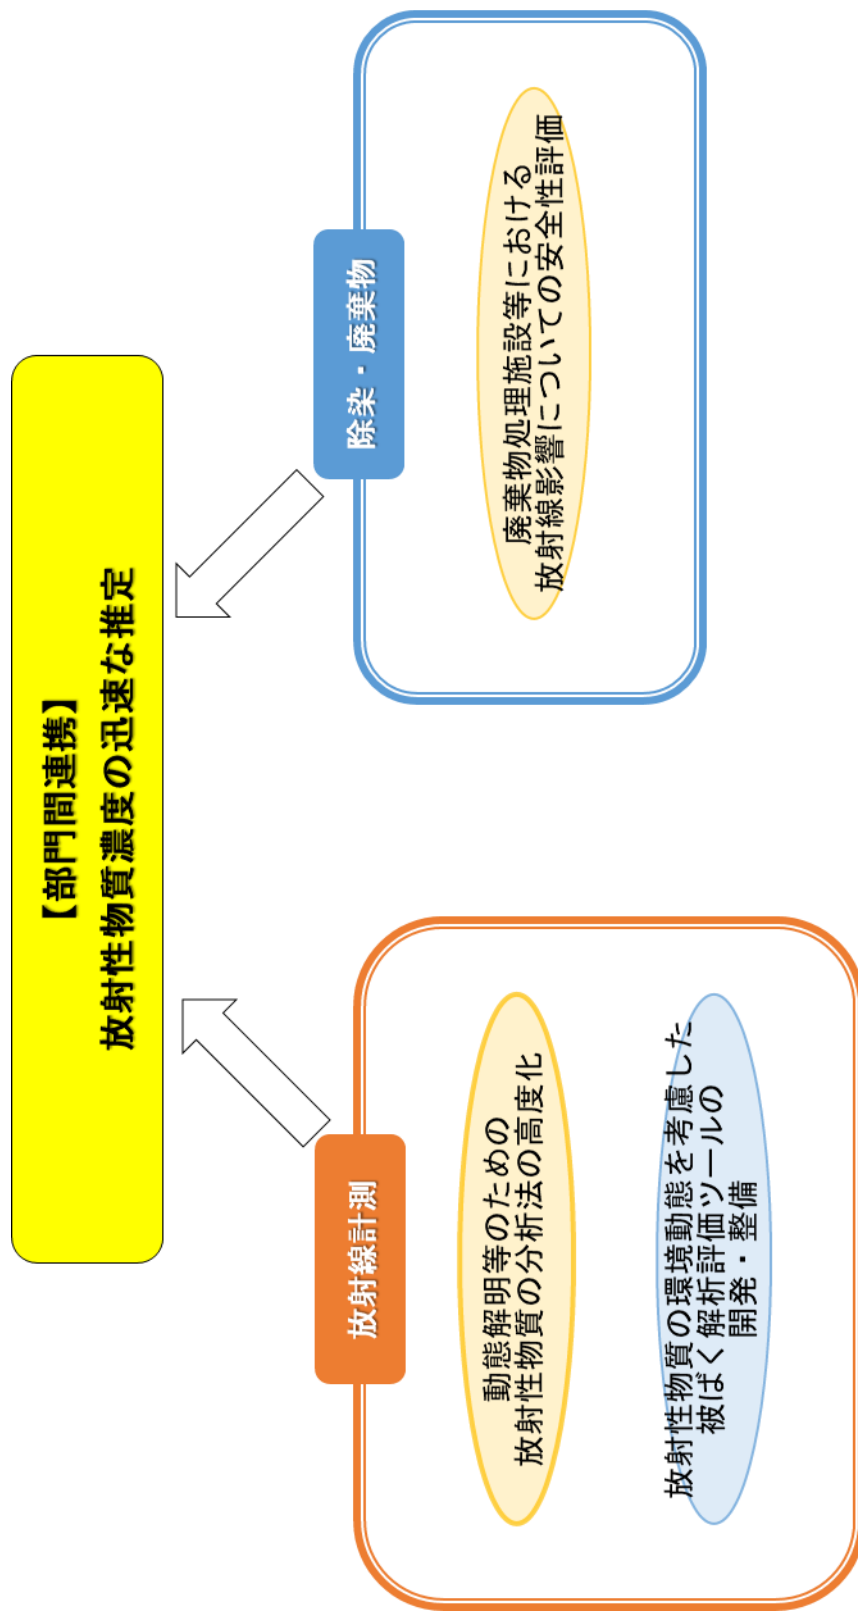 【部門間連携】
放射性物質濃度の迅速な推定
放射線計測
動態解明等のための
放射性物質の分析法の高度化
放射性物質の環境動態を考慮した
被ばく解析評価ツールの
開発・整備
除染・廃棄物
廃棄物処理施設等における
放射線影響についての安全性評価